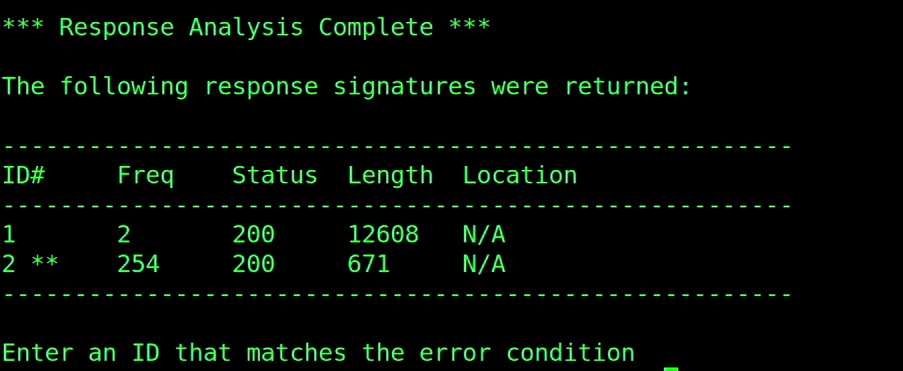 *** Response Analysis Complete ***
The following response signatures were returned:
-------------------------------------------------------
ID#     Freq    Status  Length  Location
-------------------------------------------------------
1       2       200     12608   N/A
2 **    254     200     671     N/A
-------------------------------------------------------
Enter an ID that matches the error condition